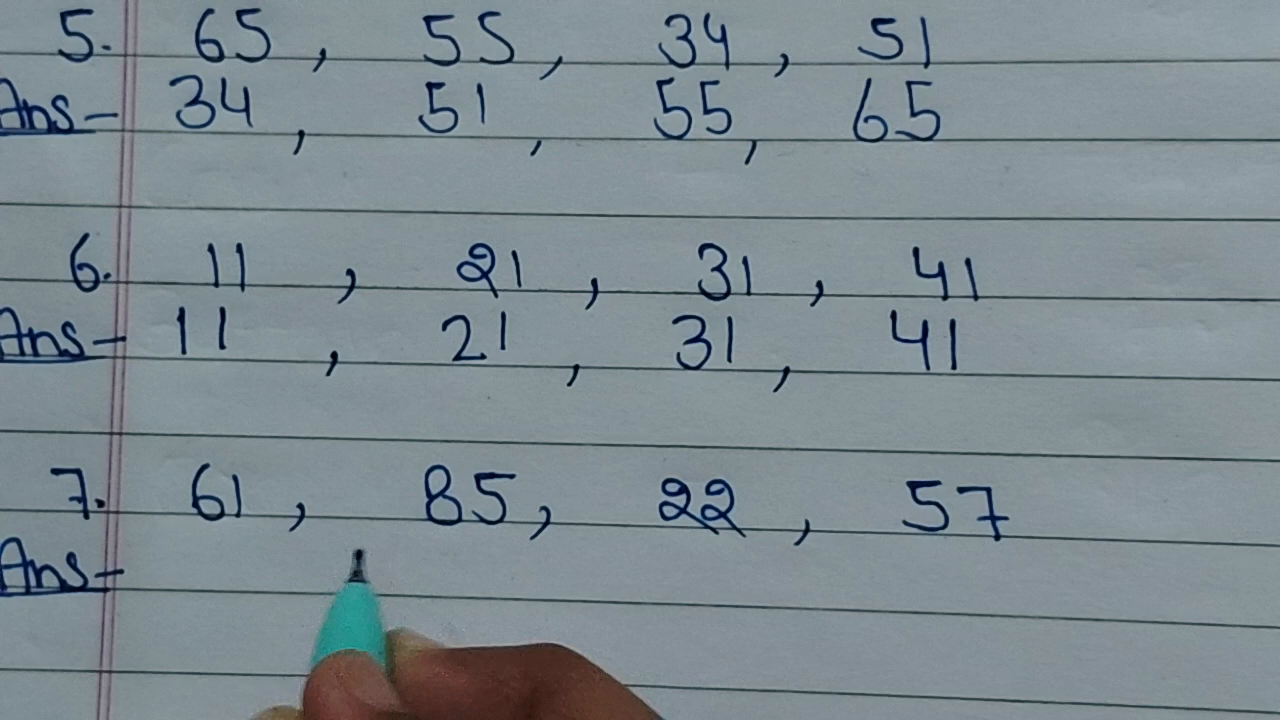 5. 65, 55, 34, 51
Ans- 34, 51, 55, 65
6. 11, 21, 31, 41
Ans- 11, 21, 31, 41
7. 61, 85, 22, 57
Ans-